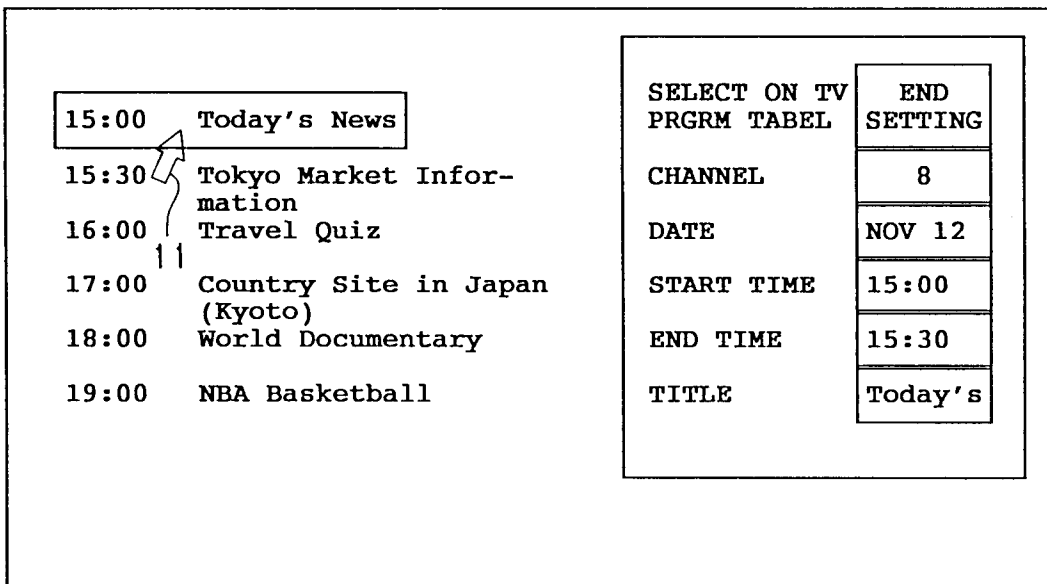 15:00 Today's News
15:30 Tokyo Market Infor-
mation
16:00 Travel Quiz
11
17:00 Country Site in Japan
(Kyoto)
18:00 World Documentary
19:00 NBA Basketball
SELECT ON TV
PRGRM TABEL
END
SETTING
CHANNEL 8
DATE NOV 12
START TIME 15:00
END TIME 15:30
TITLE Today's